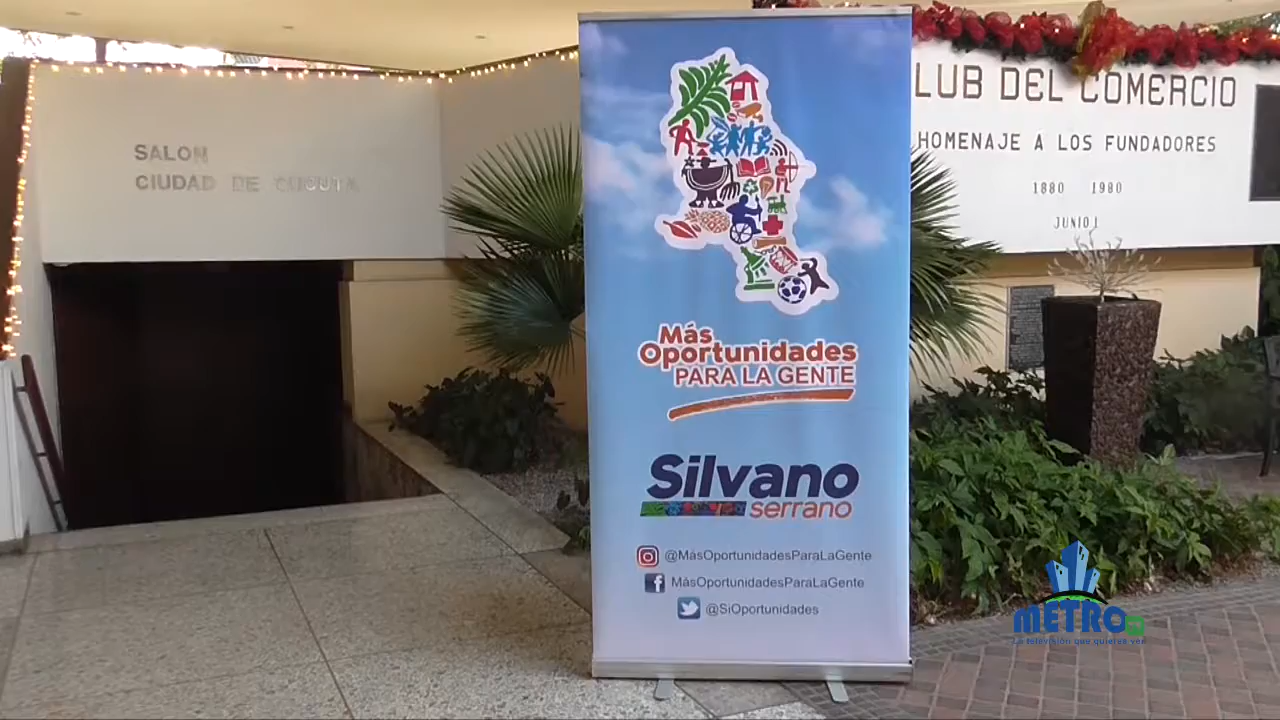 SALON
CIUDAD DE CUCUTA
LUB DEL COMERCIO
HOMENAJE A LOS FUNDADORES
1880 1980
JUNIO 1
Más
Oportunidades
PARA LA GENTE
Silvano
serrano
@MásOportunidadesParaLaGente
MásOportunidadesParaLaGente
@SiOportunidades
METRO
La televisión que quieres ver